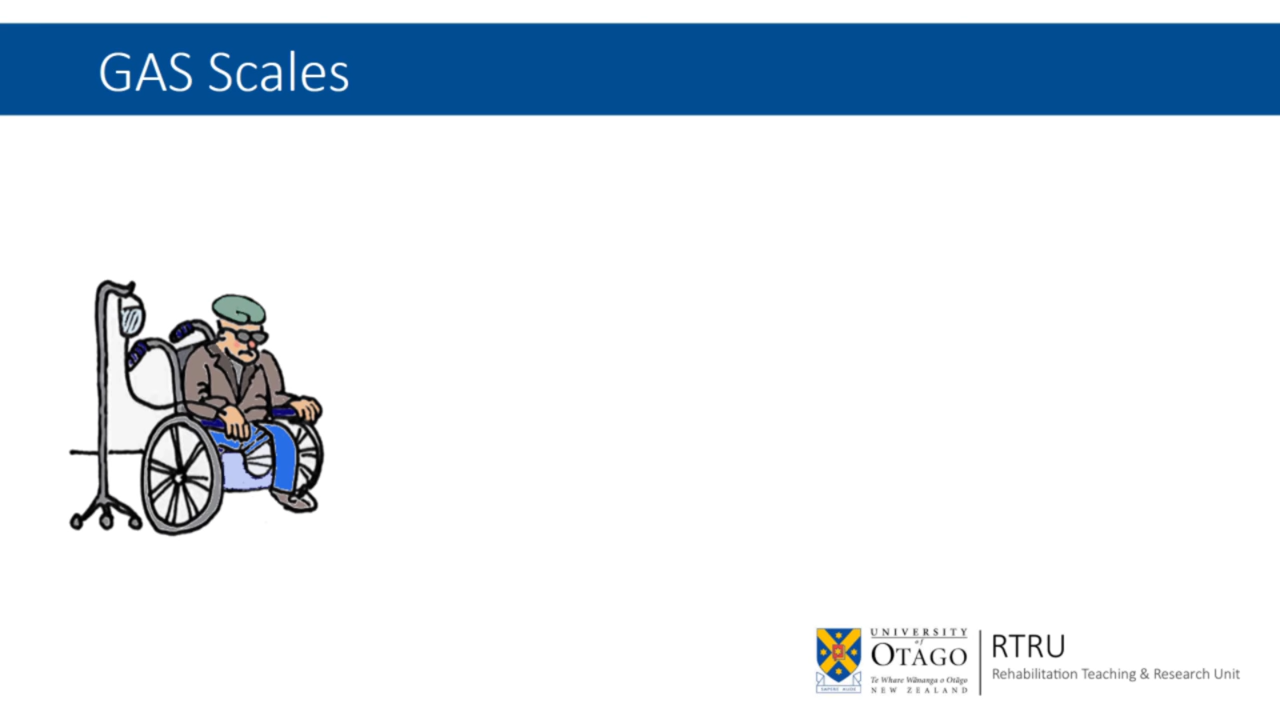 GAS Scales
UNIVERSITY
of
OTAGO
Te Whare Wānanga o Otāgo
NEW ZEALAND
RTRU
Rehabilitation Teaching & Research Unit